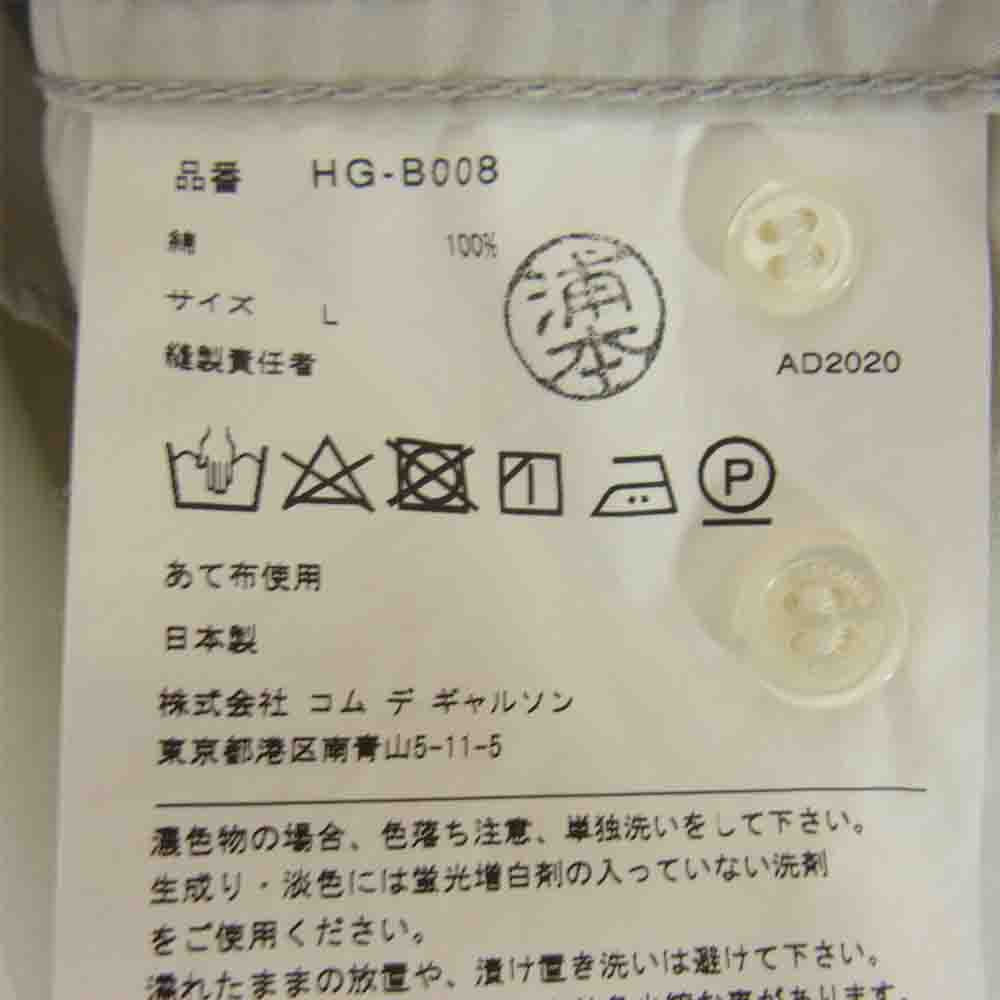 品番 HG-B008
綿 100%
サイズ L
浦本
縫製責任者
AD2020
P
あて布使用
日本製
株式会社 コム デ ギャルソン
東京都港区南青山5-11-5
濃色物の場合、色落ち注意、単独洗いをして下さい。
生成り・淡色には蛍光増白剤の入っていない洗剤
をご使用ください。
濡れたままの放置や、漬け置き洗いは避けて下さい。
があります。